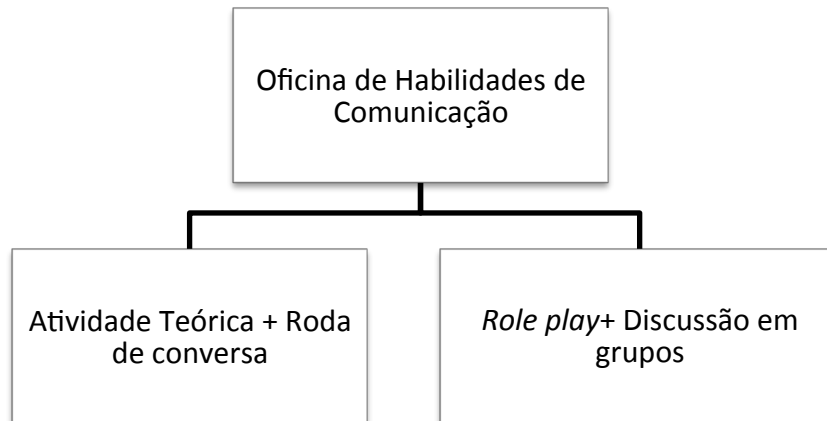 Oficina de Habilidades de
Comunicação
Atividade Teórica + Roda
de conversa
Role play+ Discussão em
grupos